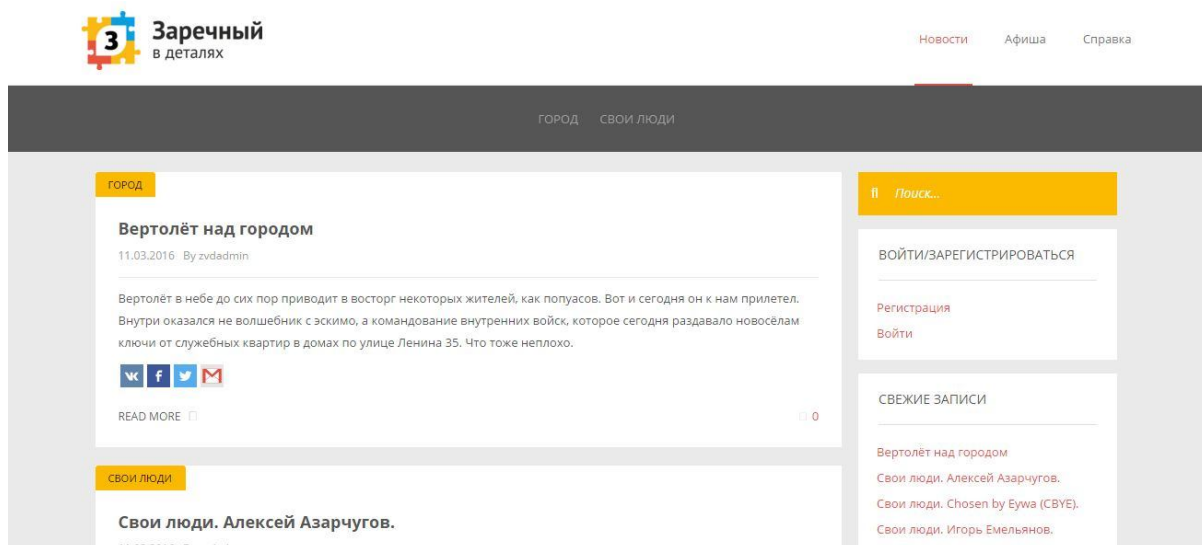 3
Заречный
в деталях
Новости Афиша Справка
ГОРОД СВОИ ЛЮДИ
ГОРОД
Вертолёт над городом
11.03.2016 By zvdadmin
Вертолёт в небе до сих пор приводит в восторг некоторых жителей, как попуасов. Вот и сегодня он к нам прилетел.
Внутри оказался не волшебник с эскимо, а командование внутренних войск, которое сегодня раздавало новосёлам
ключи от служебных квартир в домах по улице Ленина 35. Что тоже неплохо.
READ MORE
0
СВОИ ЛЮДИ
Свои люди. Алексей Азарчугов.
Поиск...
ВОЙТИ/ЗАРЕГИСТРИРОВАТЬСЯ
Регистрация
Войти
СВЕЖИЕ ЗАПИСИ
Вертолёт над городом
Свои люди. Алексей Азарчугов.
Свои люди. Chosen by Eywa (CBYE).
Свои люди. Игорь Емельянов.